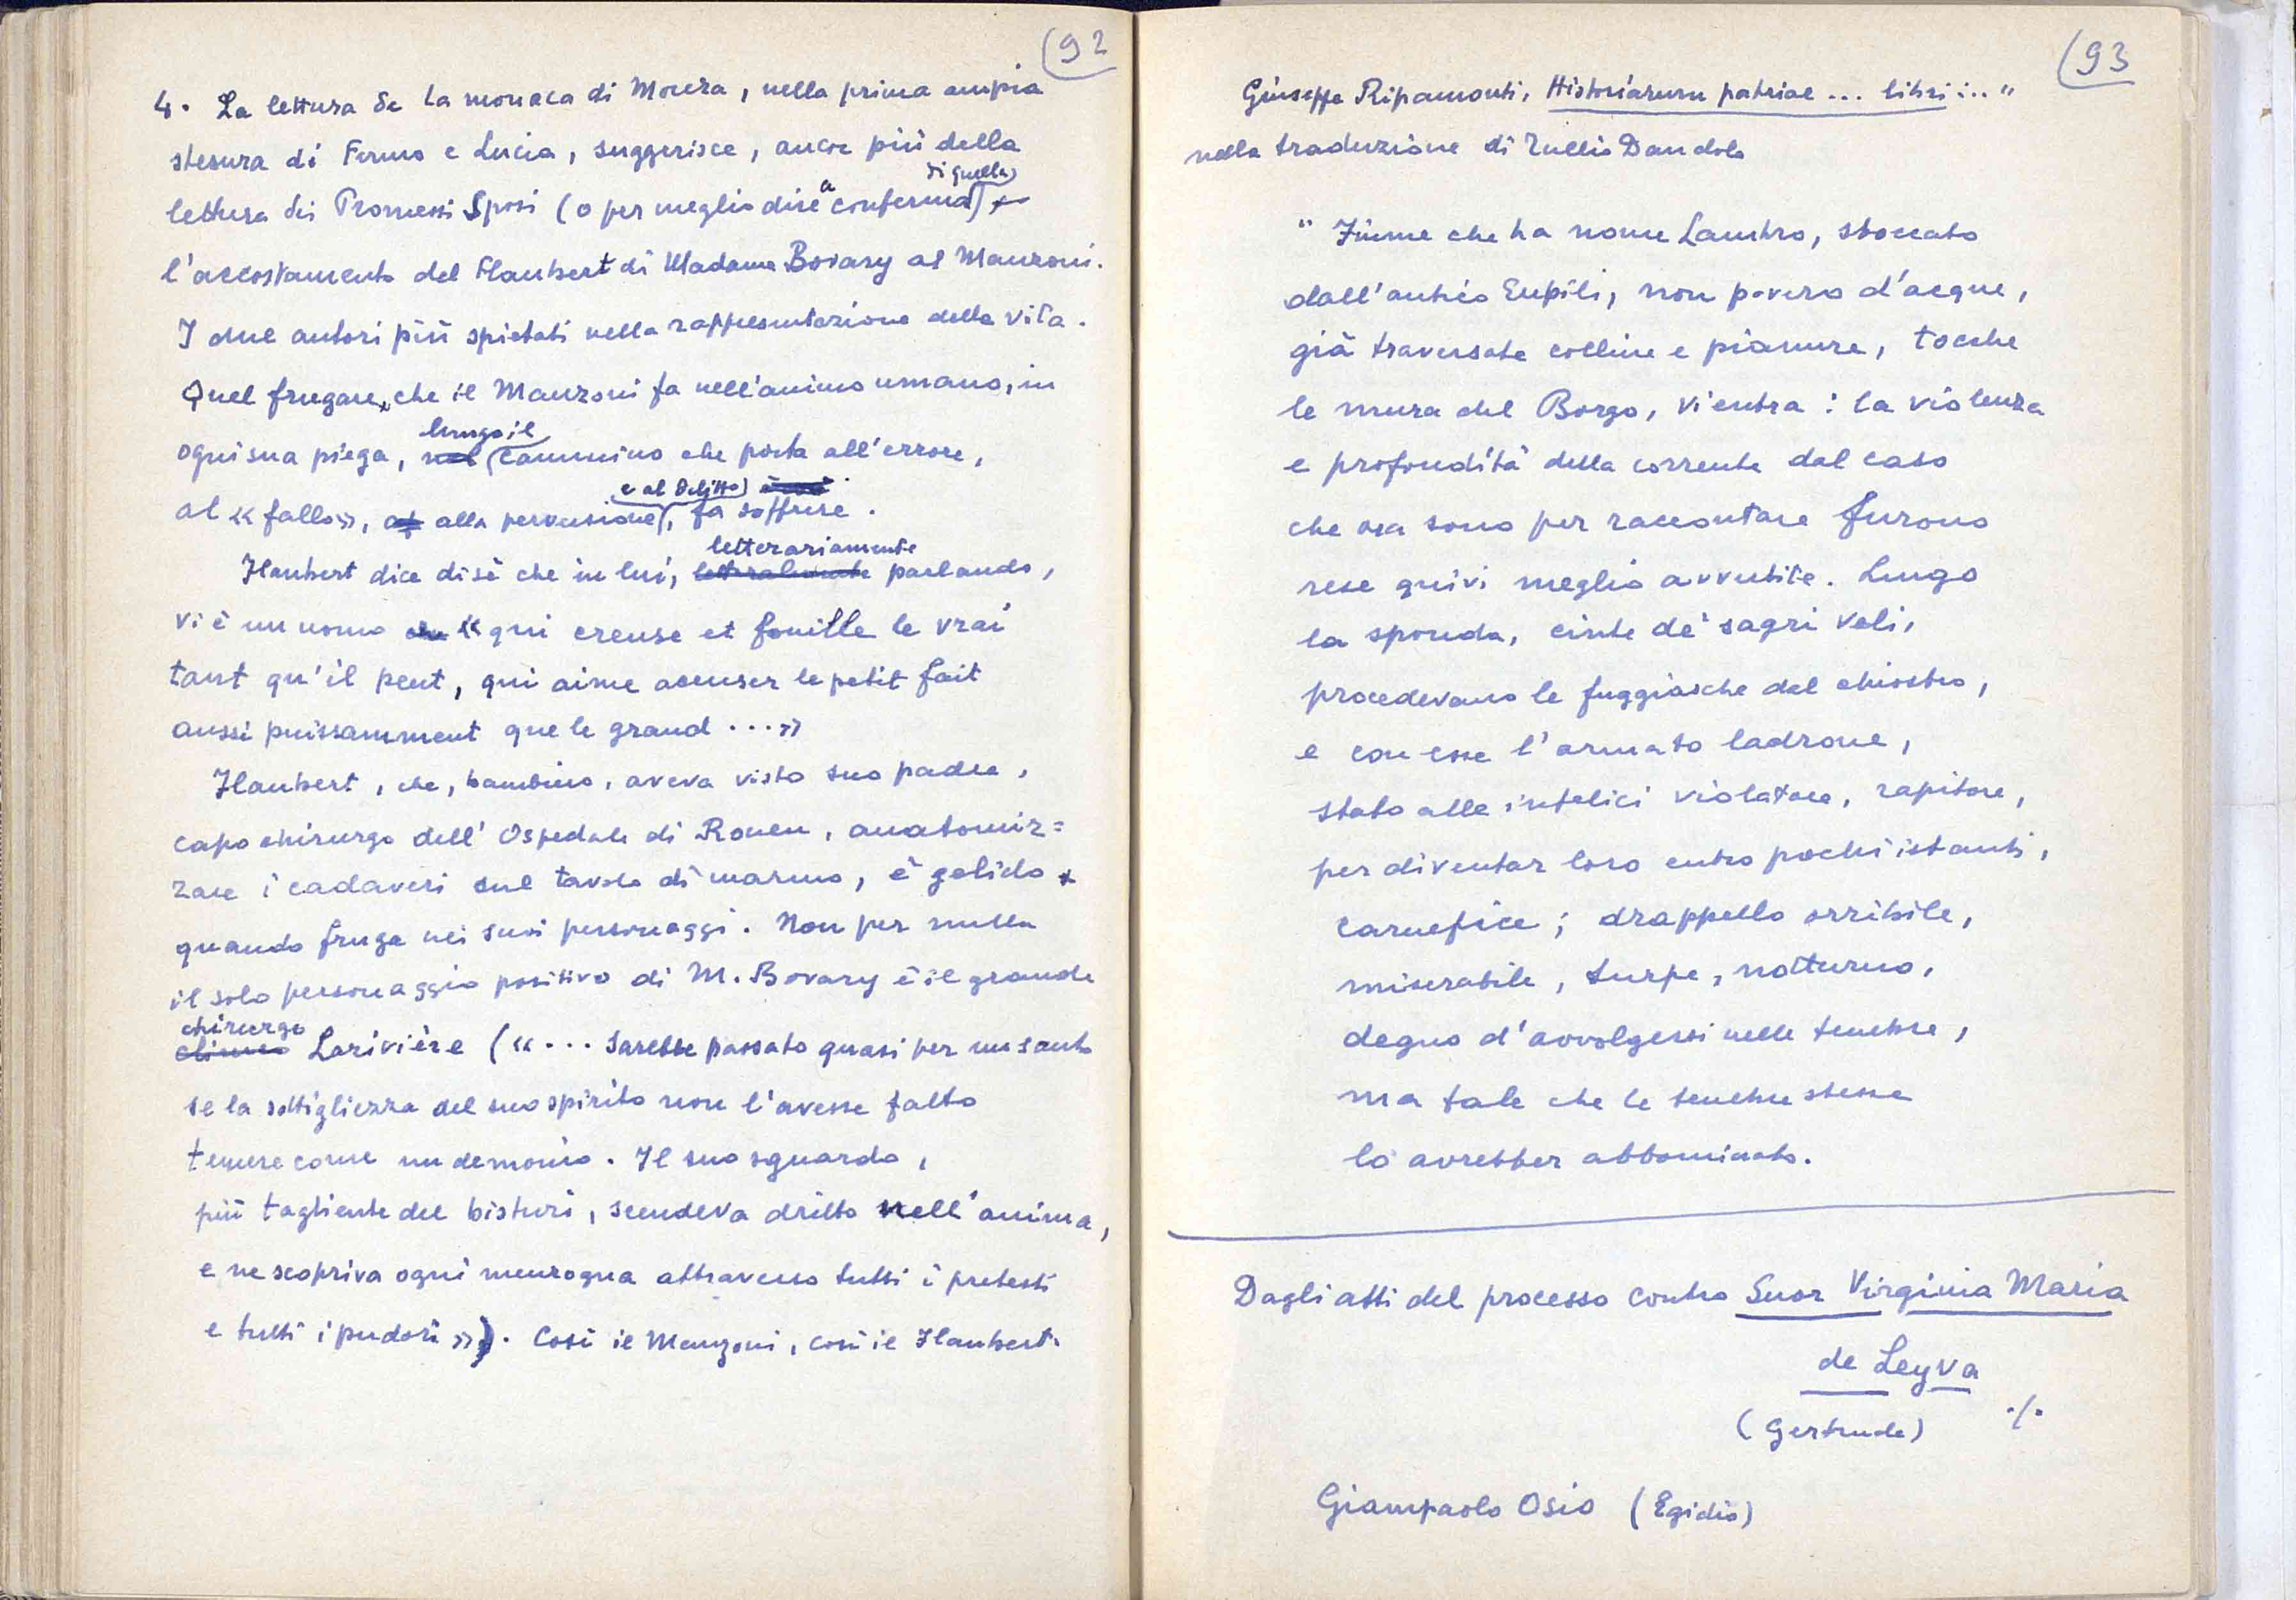 (92
4. La lettura de La monaca di Monza, nella prima ampia
stesura di Fermo e Lucia, suggerisce, ancor più della
di quella
lettura dei Promessi Sposi (o per meglio dire a conferma)
l'accostamento del Flaubert di Madame Bovary al Manzoni.
I due autori più spietati nella rappresentazione della vita.
Quel frugare, che il Manzoni fa nell'animo umano, in
lungo il
ogni sua piega, nel cammino che porta all'errore,
e al delitto
al «fallo», alla perversione, fa soffrire.
letterariamente
Flaubert dice di sé che in lui, letteralmente parlando,
vi è un uomo «qui creuse et fouille le vrai
tant qu'il peut, qui aime accuser le petit fait
aussi puissamment que le grand ...»
Flaubert, che, bambino, aveva visto suo padre,
capo chirurgo dell'Ospedale di Rouen, anatomiz=
zare i cadaveri sul tavolo di marmo, è gelido
quando fruga nei suoi personaggi. Non per nulla
il solo personaggio positivo di M. Bovary è il grande
chirurgo
clinico Larivière («... Sarebbe passato quasi per un santo
se la sottigliezza del suo spirito non l'avesse fatto
temere come un demonio. Il suo sguardo,
più tagliente del bisturi, scendeva dritto nell'anima,
e ne scopriva ogni menzogna attraverso tutti i pretesti
e tutti i pudori»). Così il Manzoni, così il Flaubert.
(93
Giuseppe Ripamonti, Historiarum patriae ... libri ..."
nella traduzione di Tullio Dandolo
"Fiume che ha nome Lambro, sboccato
dall'antico Eupili, non povero d'acque,
già traversate colline e pianure, tocche
le mura del Borgo, v'entra: la violenza
e profondità della corrente dal caso
che ora sono per raccontare furono
rese quivi meglio avvertite. Lungo
la sponda, cinte de' sagri veli,
procedevano le fuggiasche dal chiostro,
e con esse l'armato ladrone,
stato alle infelici violatore, rapitore,
per diventar loro entro pochi istanti,
carnefice; drappello orribile,
miserabile, turpe, notturno,
degno d'avvolgersi nelle tenebre,
ma tale che le tenebre stesse
lo avrebber abbominato.
Dagli atti del processo contro Suor Virginia Maria
de Leyva
(Gertrude) ./.
Giampaolo Osio (Egidio)